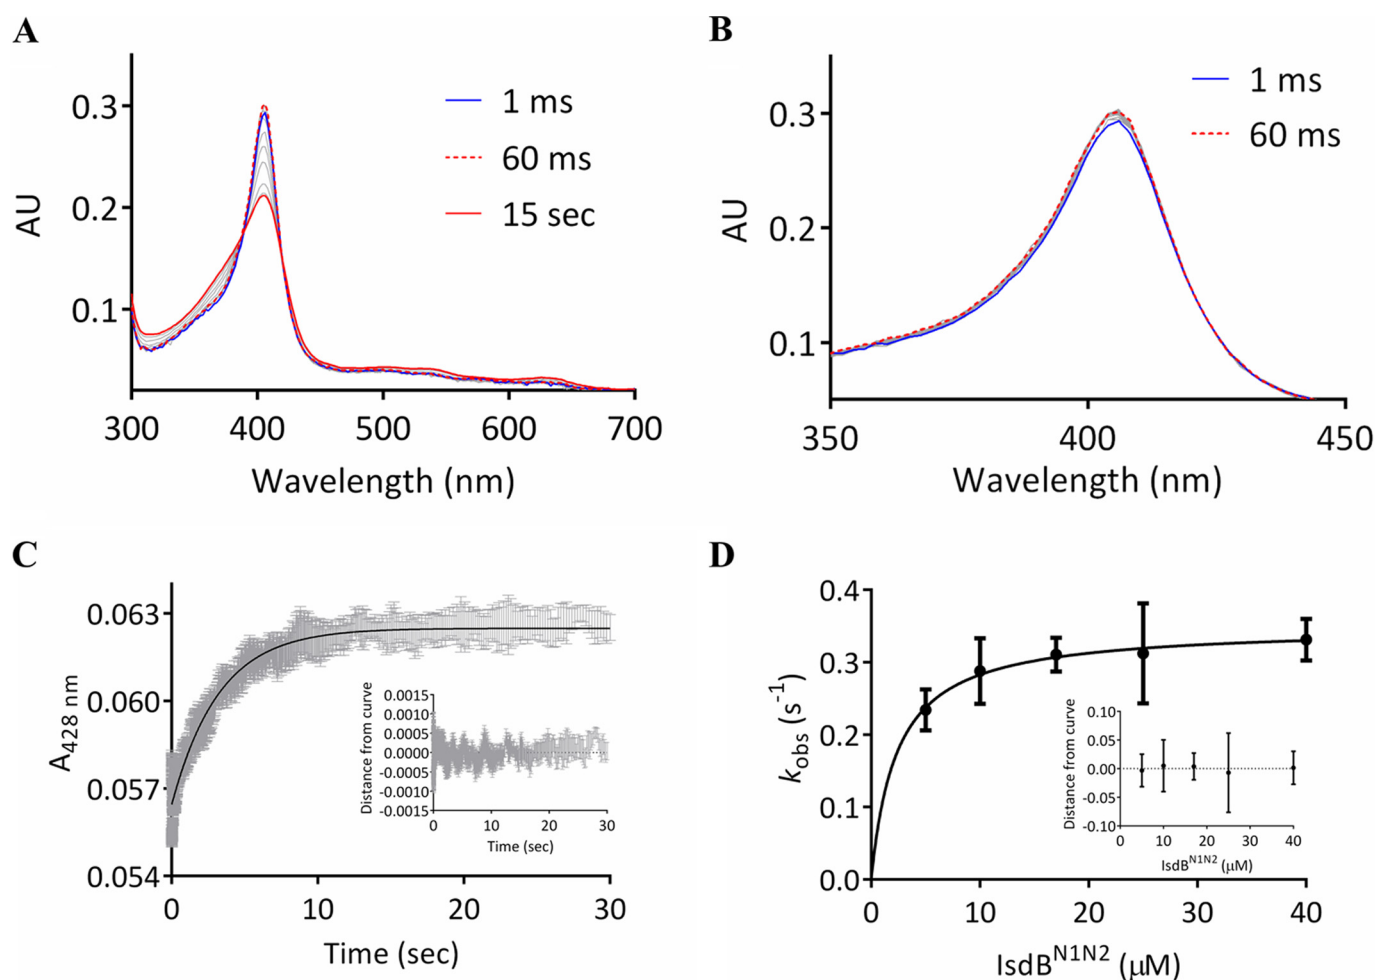 A
0.3
0.2
0.1
AU
1 ms
60 ms
15 sec
300 400 500 600 700
Wavelength (nm)
B
0.3
0.2
0.1
AU
1 ms
60 ms
350 400 450
Wavelength (nm)
C
0.063
0.060
0.057
0.054
A428 nm
0 10 20 30
Time (sec)
0.0015
0.0010
0.0005
0.0000
-0.0005
-0.0010
-0.0015
Distance from curve
0 10 20 30
Time (sec)
D
0.4
0.3
0.2
0.1
0.0
kobs (s-1)
0 10 20 30 40
IsdBN1N2 (μM)
0.10
0.05
0.00
-0.05
-0.10
Distance from curve
0 10 20 30 40
IsdBN1N2 (μM)